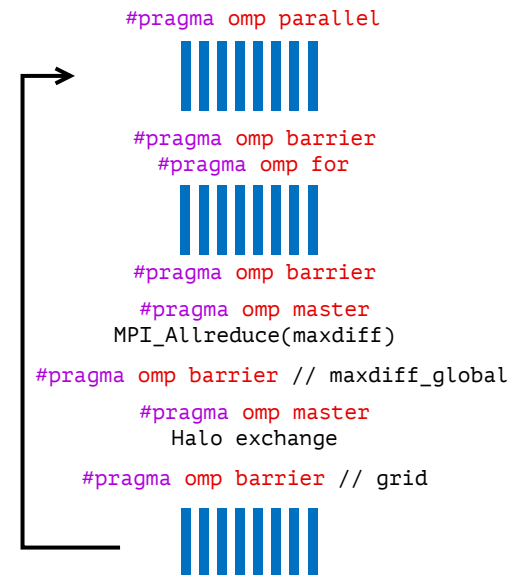 #pragma omp parallel
#pragma omp barrier
#pragma omp for
#pragma omp barrier
#pragma omp master
MPI_Allreduce(maxdiff)
#pragma omp barrier // maxdiff_global
#pragma omp master
Halo exchange
#pragma omp barrier // grid